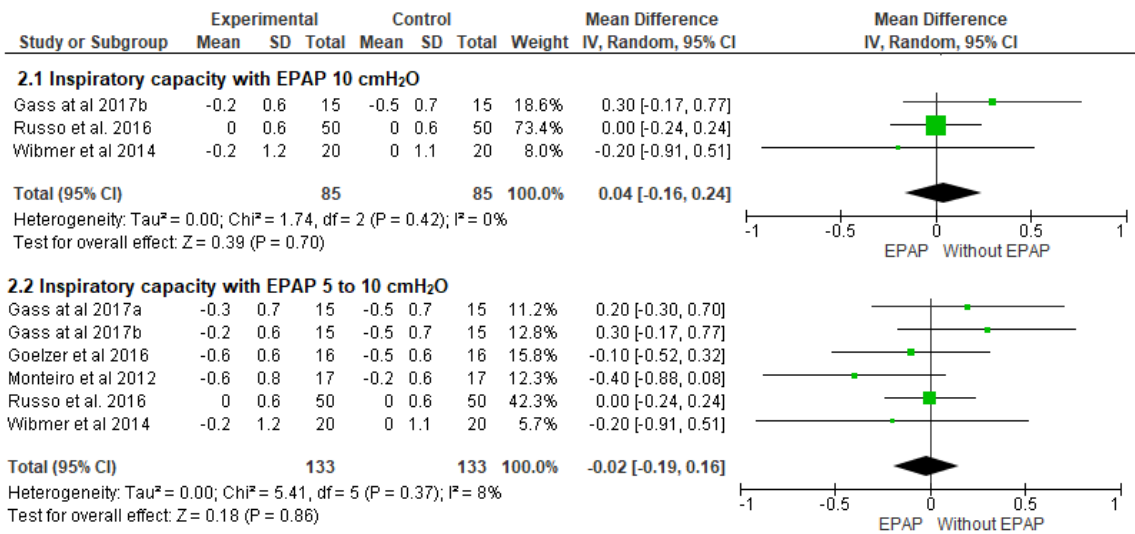 Experimental Control Mean Difference Mean Difference
Study or Subgroup Mean SD Total Mean SD Total Weight IV, Random, 95% CI IV, Random, 95% CI
2.1 Inspiratory capacity with EPAP 10 cmH₂O
Gass at al 2017b -0.2 0.6 15 -0.5 0.7 15 18.6% 0.30 [-0.17, 0.77]
Russo et al. 2016 0 0.6 50 0 0.6 50 73.4% 0.00 [-0.24, 0.24]
Wibmer et al 2014 -0.2 1.2 20 0 1.1 20 8.0% -0.20 [-0.91, 0.51]
Total (95% CI) 85 85 100.0% 0.04 [-0.16, 0.24]
Heterogeneity: Tau² = 0.00; Chi² = 1.74, df = 2 (P = 0.42); I² = 0%
Test for overall effect: Z = 0.39 (P = 0.70)
-1 -0.5 0 0.5 1
EPAP Without EPAP
2.2 Inspiratory capacity with EPAP 5 to 10 cmH₂O
Gass at al 2017a -0.3 0.7 15 -0.5 0.7 15 11.2% 0.20 [-0.30, 0.70]
Gass at al 2017b -0.2 0.6 15 -0.5 0.7 15 12.8% 0.30 [-0.17, 0.77]
Goelzer et al 2016 -0.6 0.6 16 -0.5 0.6 16 15.8% -0.10 [-0.52, 0.32]
Monteiro et al 2012 -0.6 0.8 17 -0.2 0.6 17 12.3% -0.40 [-0.88, 0.08]
Russo et al. 2016 0 0.6 50 0 0.6 50 42.3% 0.00 [-0.24, 0.24]
Wibmer et al 2014 -0.2 1.2 20 0 1.1 20 5.7% -0.20 [-0.91, 0.51]
Total (95% CI) 133 133 100.0% -0.02 [-0.19, 0.16]
Heterogeneity: Tau² = 0.00; Chi² = 5.41, df = 5 (P = 0.37); I² = 8%
Test for overall effect: Z = 0.18 (P = 0.86)
-1 -0.5 0 0.5 1
EPAP Without EPAP